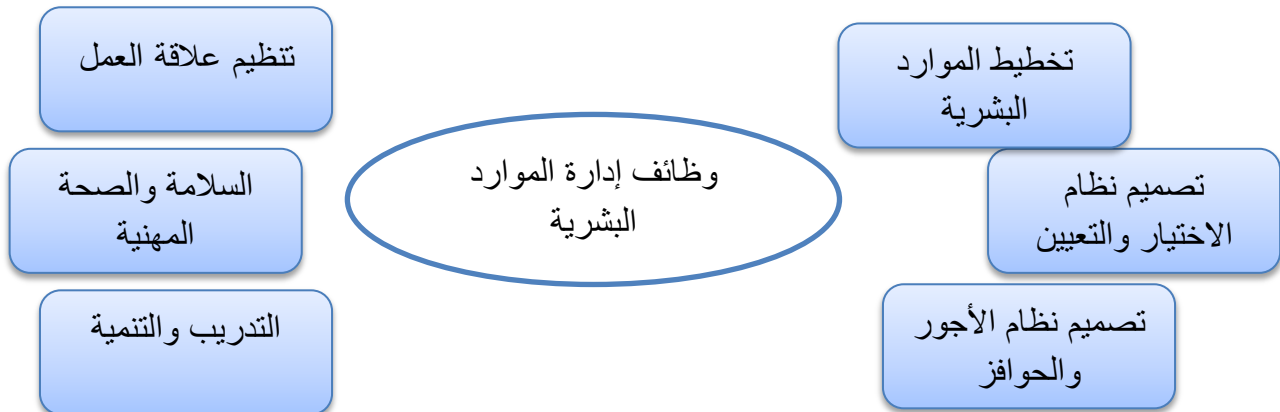 وظائف إدارة الموارد
البشرية
تخطيط الموارد
البشرية
تصميم نظام
الاختيار والتعيين
تصميم نظام الأجور
والحوافز
تنظيم علاقة العمل
السلامة والصحة
المهنية
التدريب والتنمية